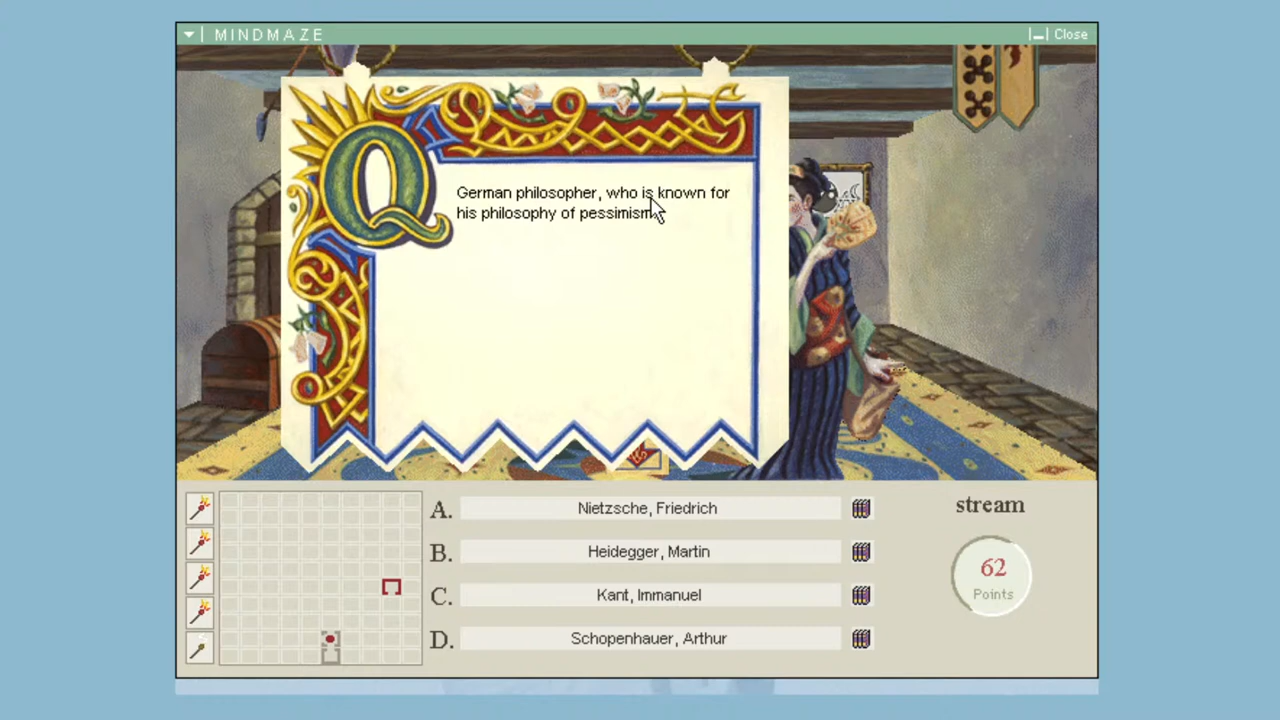 MINDMAZE
Close
Q
German philosopher, who is known for
his philosophy of pessimism.
A. Nietzsche, Friedrich
B. Heidegger, Martin
C. Kant, Immanuel
D. Schopenhauer, Arthur
stream
62
Points